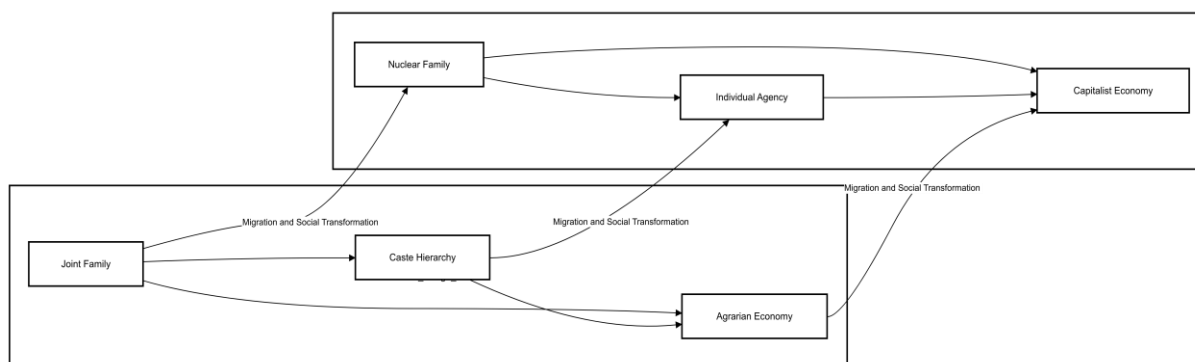 Nuclear Family
Individual Agency
Capitalist Economy
Migration and Social Transformation
Migration and Social Transformation
Migration and Social Transformation
Joint Family
Caste Hierarchy
Agrarian Economy